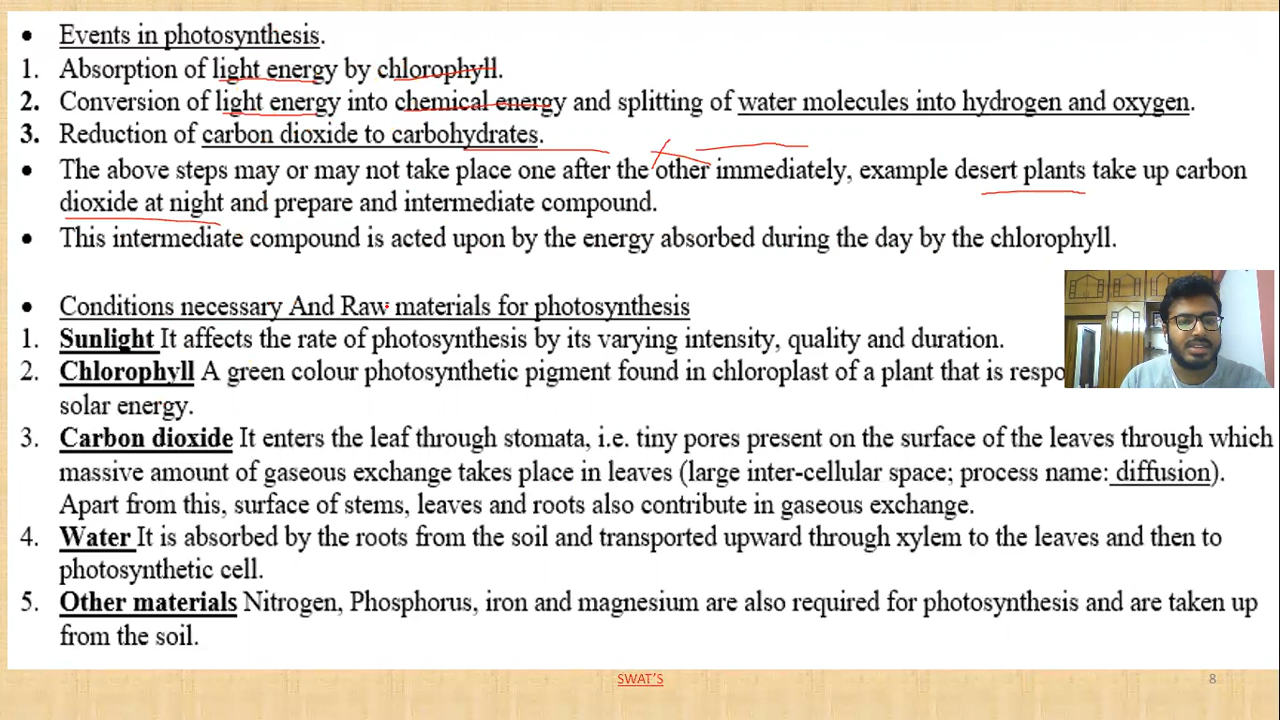 • Events in photosynthesis.
1. Absorption of light energy by chlorophyll.
2. Conversion of light energy into chemical energy and splitting of water molecules into hydrogen and oxygen.
3. Reduction of carbon dioxide to carbohydrates.
• The above steps may or may not take place one after the other immediately, example desert plants take up carbon
dioxide at night and prepare and intermediate compound.
• This intermediate compound is acted upon by the energy absorbed during the day by the chlorophyll.
• Conditions necessary And Raw materials for photosynthesis
1. Sunlight It affects the rate of photosynthesis by its varying intensity, quality and duration.
2. Chlorophyll A green colour photosynthetic pigment found in chloroplast of a plant that is respo
solar energy.
3. Carbon dioxide It enters the leaf through stomata, i.e. tiny pores present on the surface of the leaves through which
massive amount of gaseous exchange takes place in leaves (large inter-cellular space; process name: diffusion).
Apart from this, surface of stems, leaves and roots also contribute in gaseous exchange.
4. Water It is absorbed by the roots from the soil and transported upward through xylem to the leaves and then to
photosynthetic cell.
5. Other materials Nitrogen, Phosphorus, iron and magnesium are also required for photosynthesis and are taken up
from the soil.
SWAT'S
8